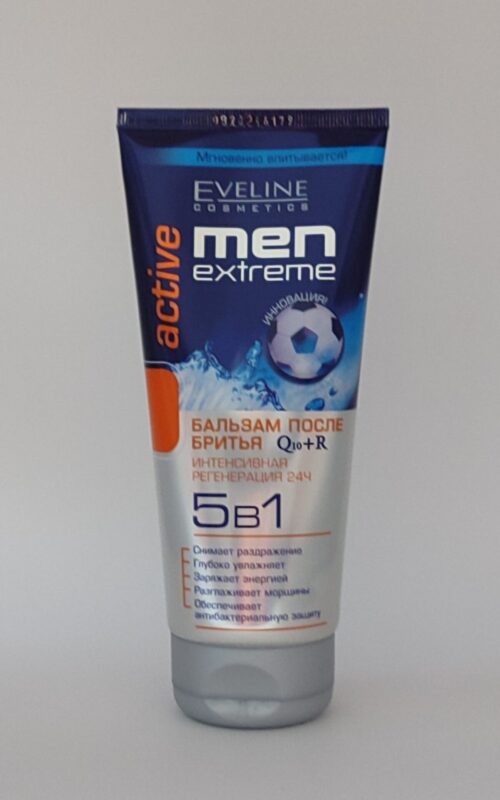 Мгновенно впитывается!
EVELINE
COSMETICS
active
men
extreme
ИННОВАЦИЯ!
БАЛЬЗАМ ПОСЛЕ
БРИТЬЯ Q10+R
ИНТЕНСИВНАЯ
РЕГЕНЕРАЦИЯ 24Ч
5В1
Снимает раздражение
Глубоко увлажняет
Заряжает энергией
Разглаживает морщины
Обеспечивает
антибактериальную защиту